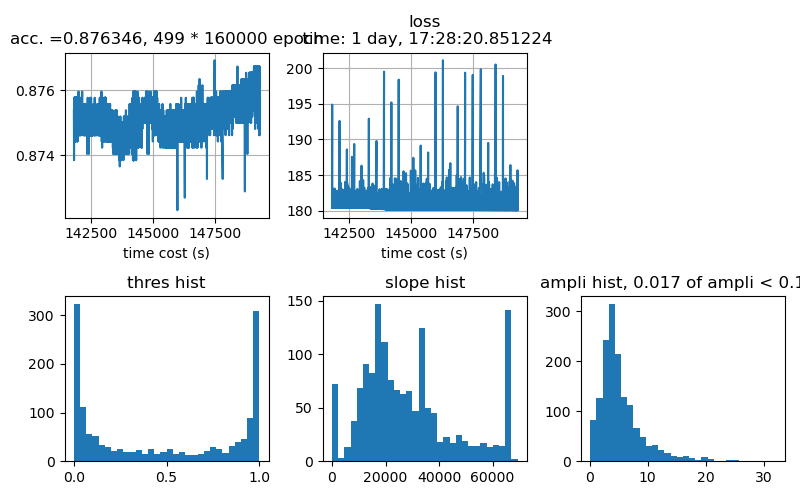 loss
acc. =0.876346, 499 * 160000 epoch
time: 1 day, 17:28:20.851224
0.876
0.874
142500 145000 147500
time cost (s)
200
195
190
185
180
142500 145000 147500
time cost (s)
thres hist
300
200
100
0
0.0 0.5 1.0
slope hist
150
100
50
0
0 20000 40000 60000
ampli hist, 0.017 of ampli < 0.1
300
200
100
0
0 10 20 30